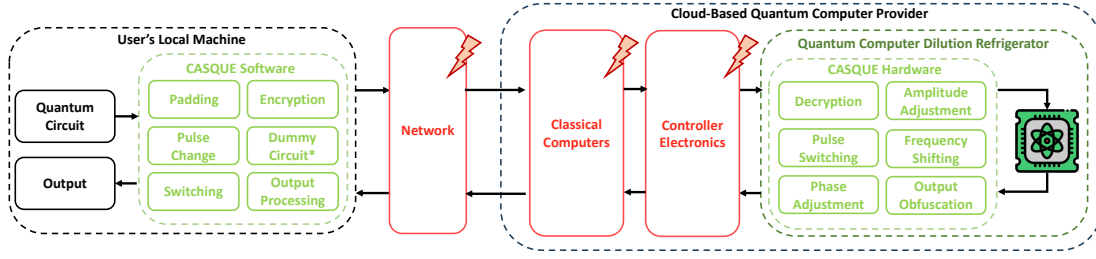 Cloud-Based Quantum Computer Provider
User's Local Machine
Quantum Computer Dilution Refrigerator
CASQUE Software
CASQUE Hardware
Quantum
Circuit
Output
Padding
Encryption
Pulse
Change
Dummy
Circuit*
Switching
Output
Processing
Network
Classical
Computers
Controller
Electronics
Decryption
Amplitude
Adjustment
Pulse
Switching
Frequency
Shifting
Phase
Adjustment
Output
Obfuscation